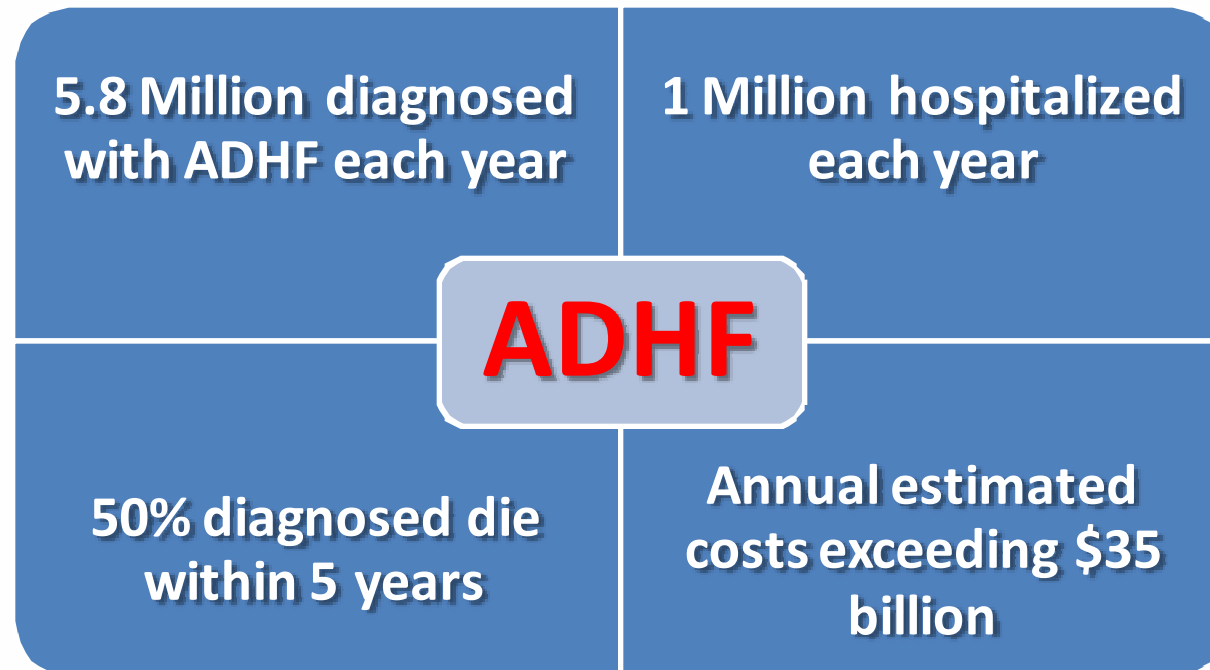 5.8 Million diagnosed
with ADHF each year
1 Million hospitalized
each year
ADHF
50% diagnosed die
within 5 years
Annual estimated
costs exceeding $35
billion